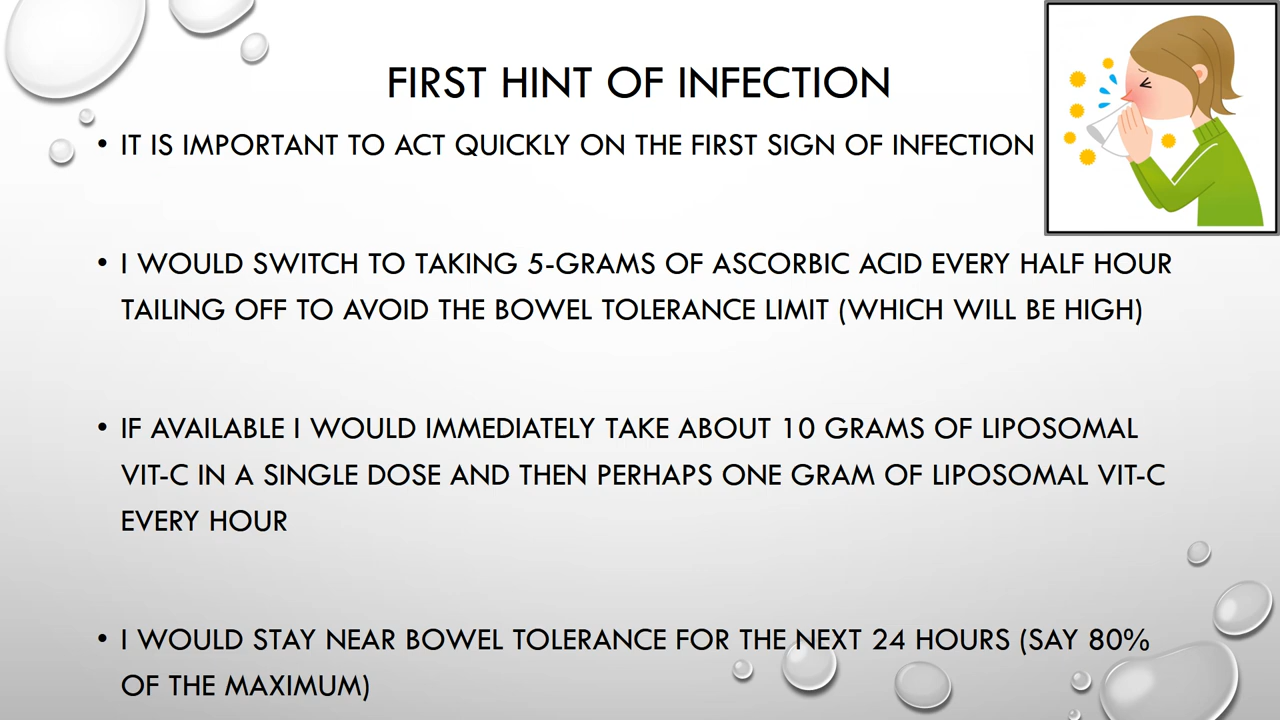 FIRST HINT OF INFECTION
• IT IS IMPORTANT TO ACT QUICKLY ON THE FIRST SIGN OF INFECTION
• I WOULD SWITCH TO TAKING 5-GRAMS OF ASCORBIC ACID EVERY HALF HOUR
TAILING OFF TO AVOID THE BOWEL TOLERANCE LIMIT (WHICH WILL BE HIGH)
• IF AVAILABLE I WOULD IMMEDIATELY TAKE ABOUT 10 GRAMS OF LIPOSOMAL
VIT-C IN A SINGLE DOSE AND THEN PERHAPS ONE GRAM OF LIPOSOMAL VIT-C
EVERY HOUR
• I WOULD STAY NEAR BOWEL TOLERANCE FOR THE NEXT 24 HOURS (SAY 80%
OF THE MAXIMUM)